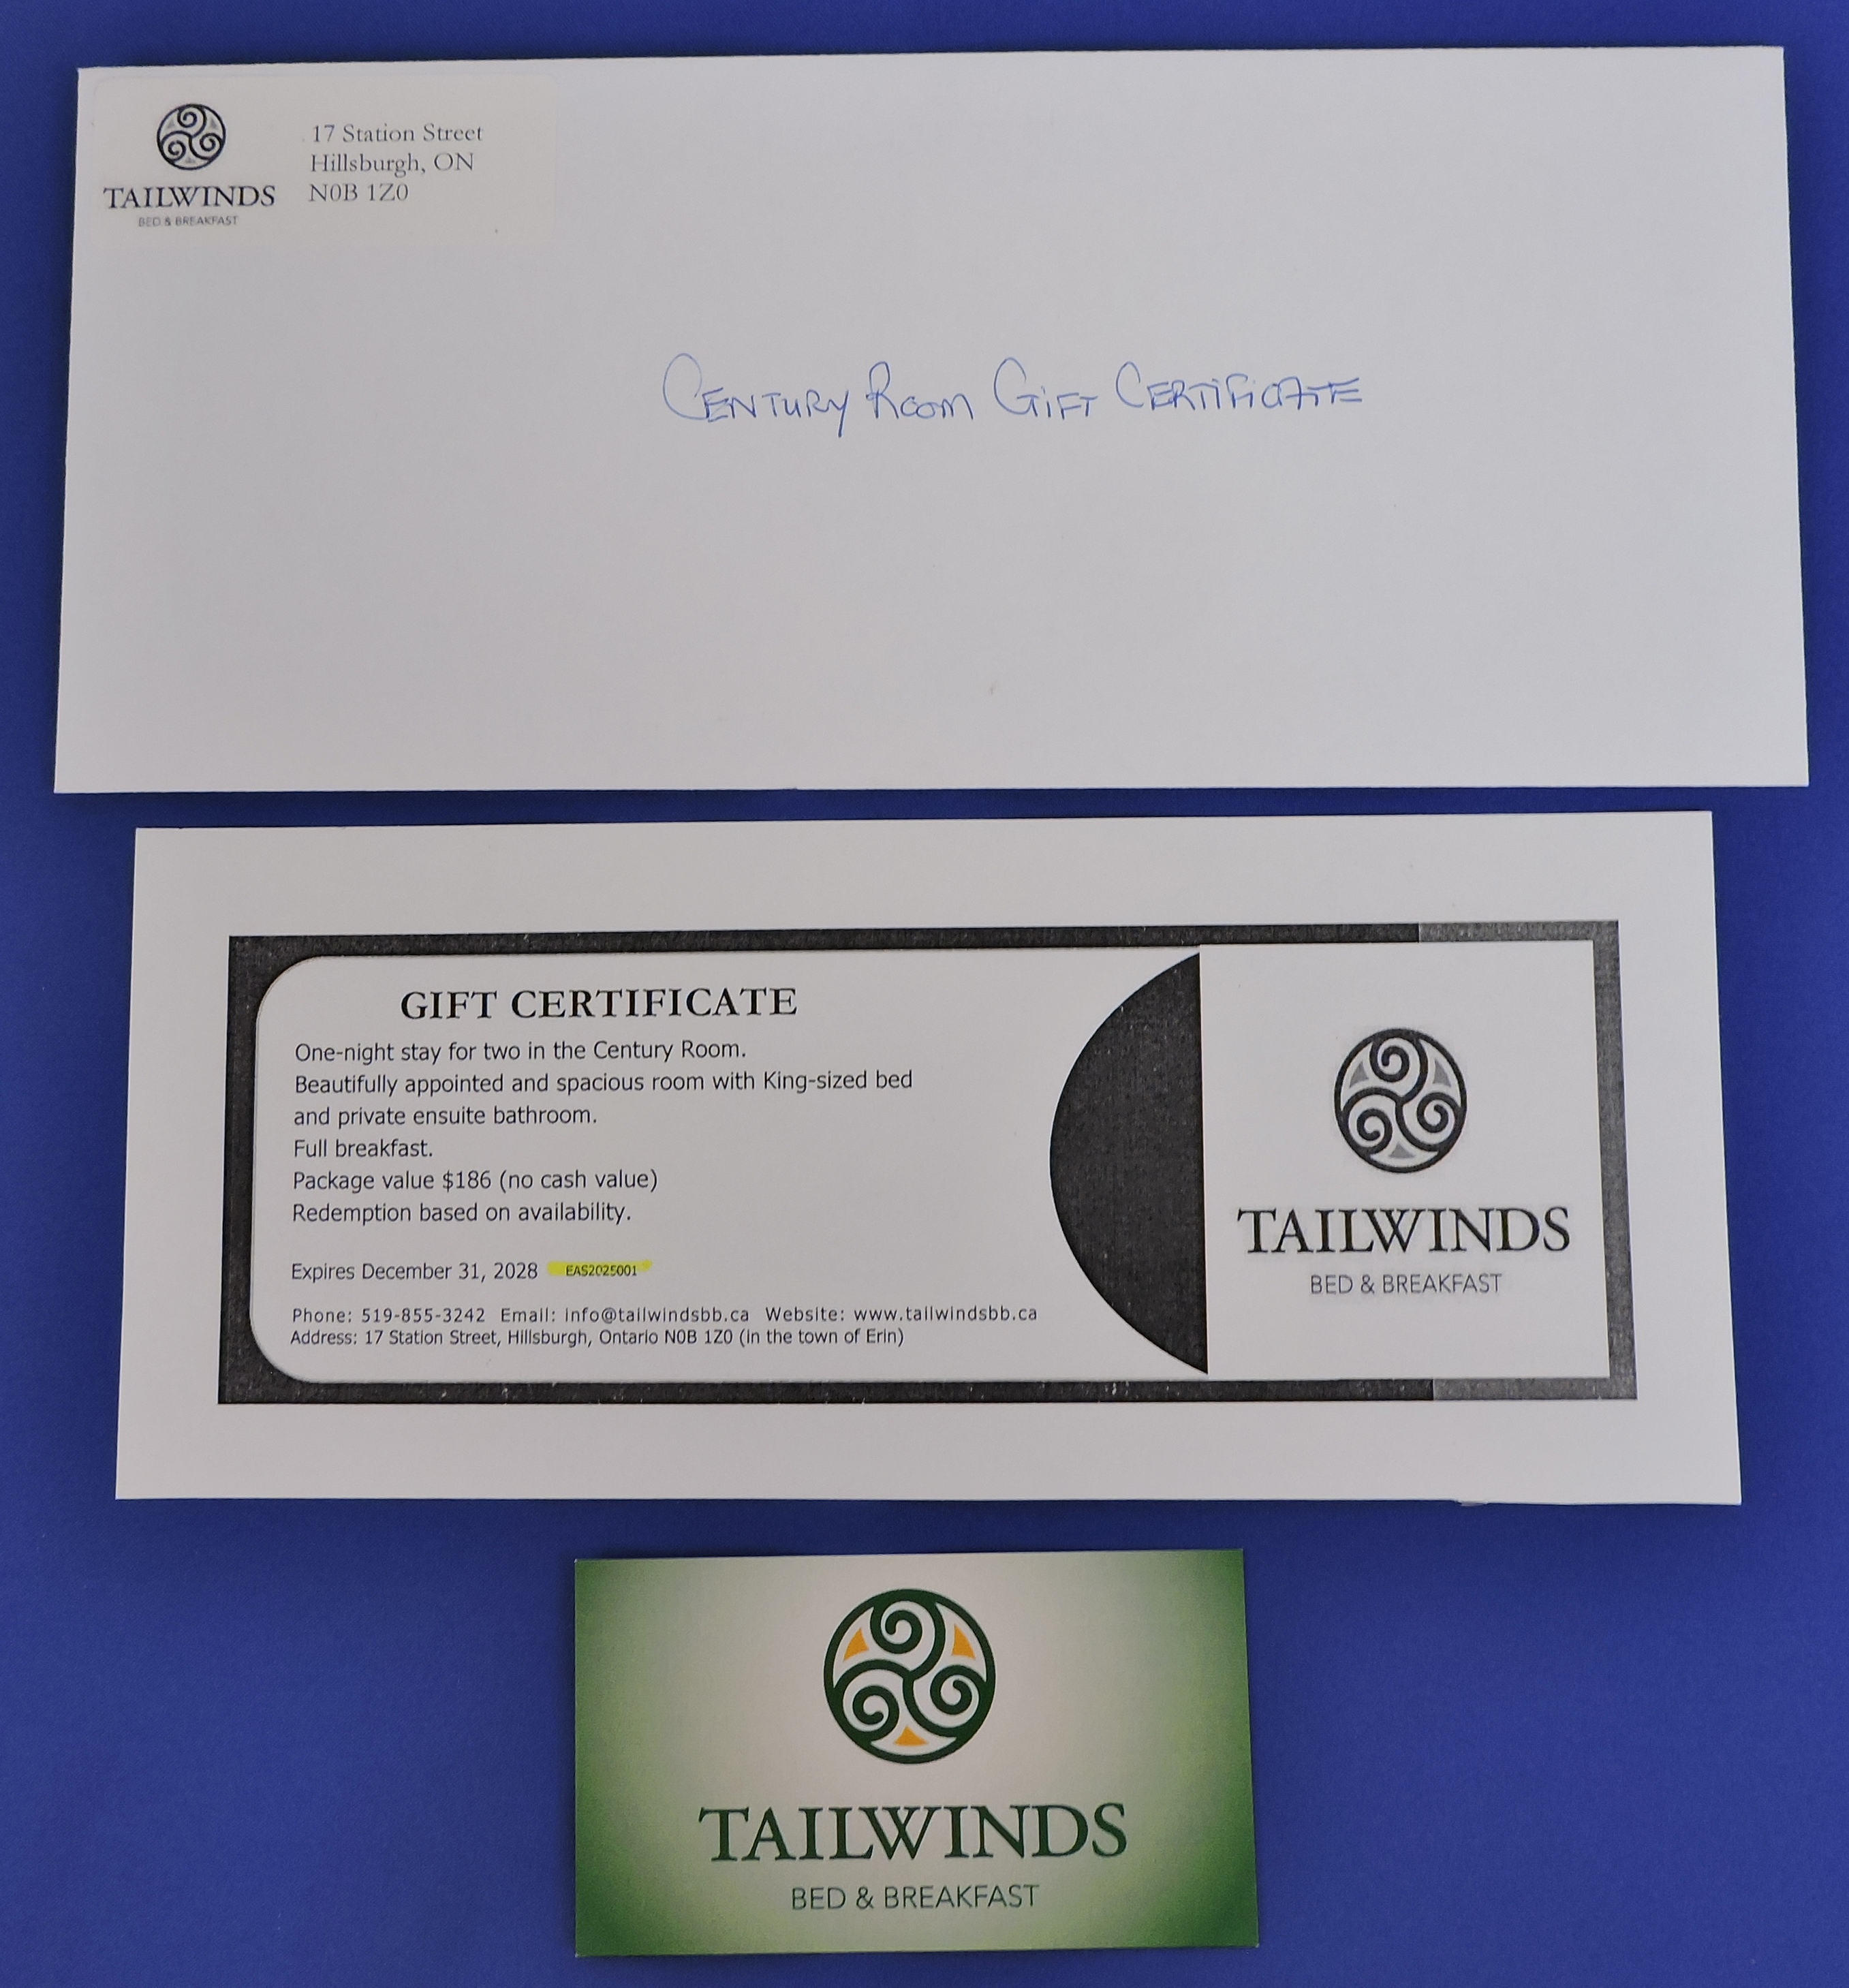 17 Station Street
Hillsburgh, ON
N0B 1Z0
TAILWINDS
BED & BREAKFAST
CENTURY ROOM GIFT CERTIFICATE
GIFT CERTIFICATE
One-night stay for two in the Century Room.
Beautifully appointed and spacious room with King-sized bed
and private ensuite bathroom.
Full breakfast.
Package value $186 (no cash value)
Redemption based on availability.
Expires December 31, 2028 EAS2025001
Phone: 519-855-3242 Email: info@tailwindsbb.ca Website: www.tailwindsbb.ca
Address: 17 Station Street, Hillsburgh, Ontario N0B 1Z0 (in the town of Erin)
TAILWINDS
BED & BREAKFAST
TAILWINDS
BED & BREAKFAST